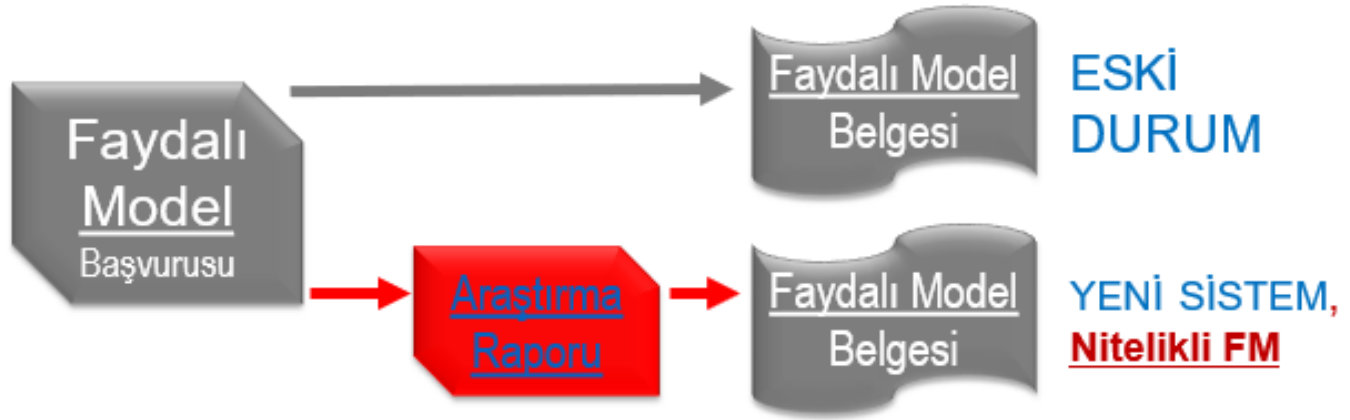 Faydalı
Model
Başvurusu
Faydalı Model
Belgesi
ESKİ
DURUM
Araştırma
Raporu
Faydalı Model
Belgesi
YENİ SİSTEM,
Nitelikli FM